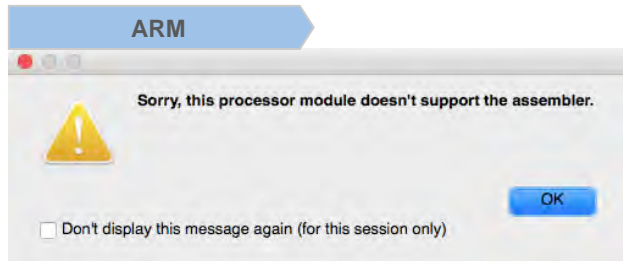 ARM
Sorry, this processor module doesn't support the assembler.
OK
Don't display this message again (for this session only)